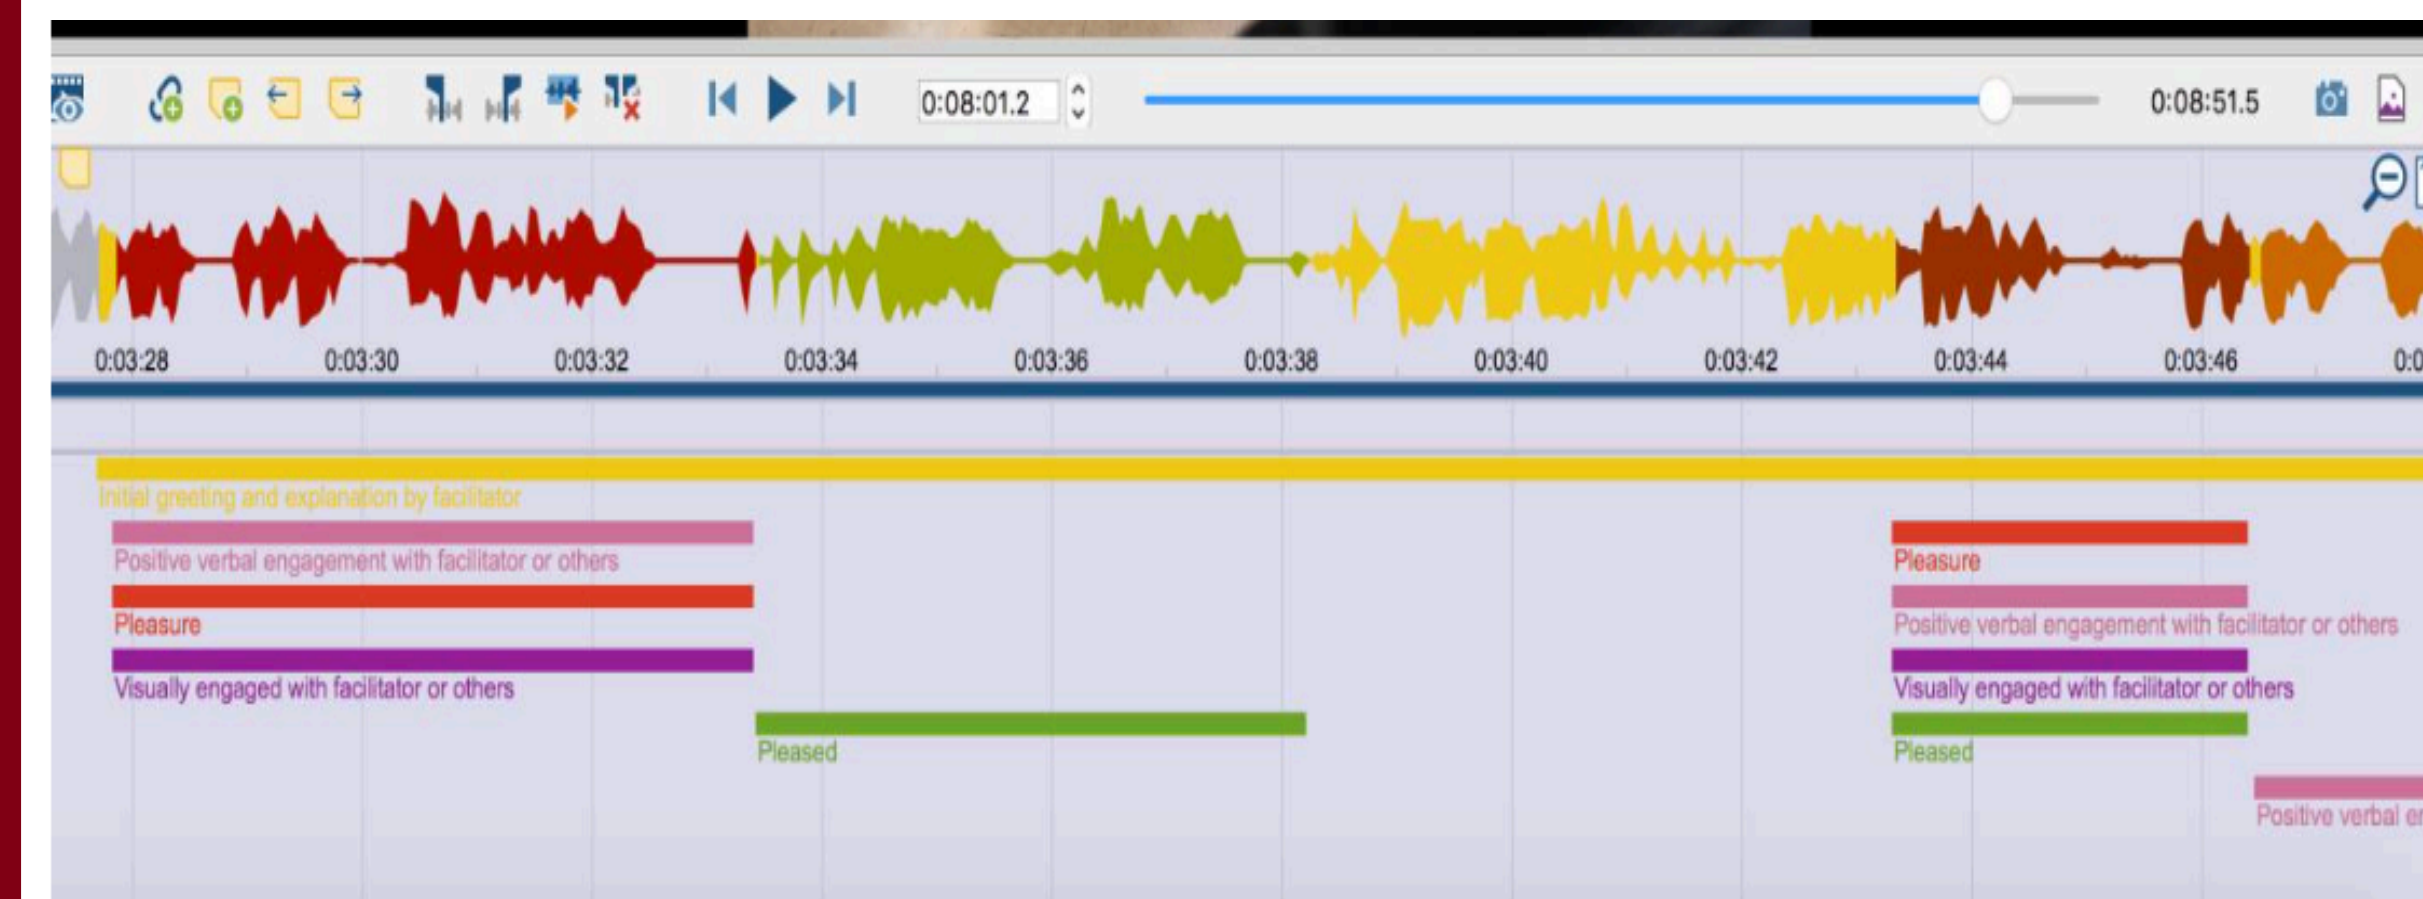 0:08:01.2 0:08:51.5
0:03:28 0:03:30 0:03:32 0:03:34 0:03:36 0:03:38 0:03:40 0:03:42 0:03:44 0:03:46
Initial greeting and explanation by facilitator
Positive verbal engagement with facilitator or others
Pleasure
Visually engaged with facilitator or others
Pleased
Pleasure
Positive verbal engagement with facilitator or others
Visually engaged with facilitator or others
Pleased
Positive verbal